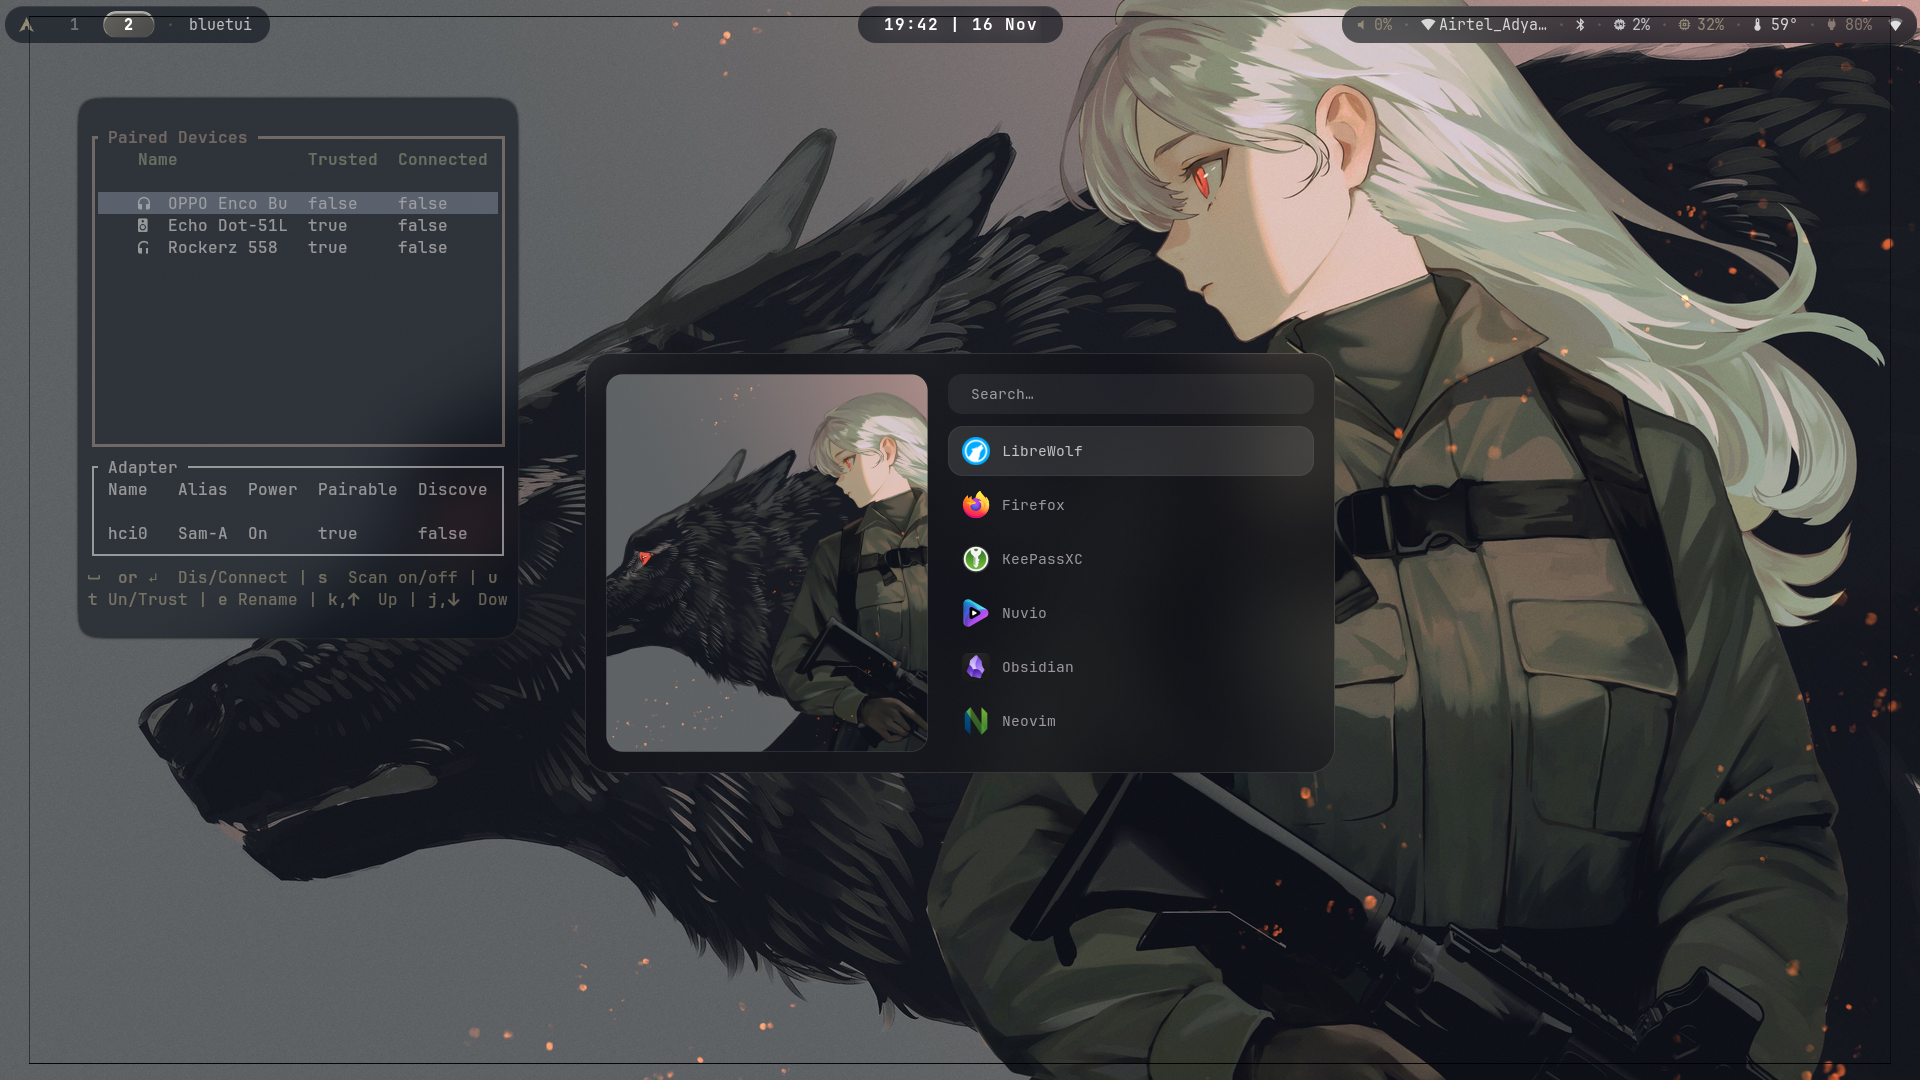 1 2 bluetui
19:42 | 16 Nov
0% Airtel_Adya… 2% 32% 59° 80%
Paired Devices
Name Trusted Connected
OPPO Enco Bu false false
Echo Dot-51L true false
Rockerz 558 true false
Adapter
Name Alias Power Pairable Discove
hci0 Sam-A On true false
␣ or ↲ Dis/Connect | s Scan on/off | u
t Un/Trust | e Rename | k,↑ Up | j,↓ Dow
Search…
LibreWolf
Firefox
KeePassXC
Nuvio
Obsidian
Neovim